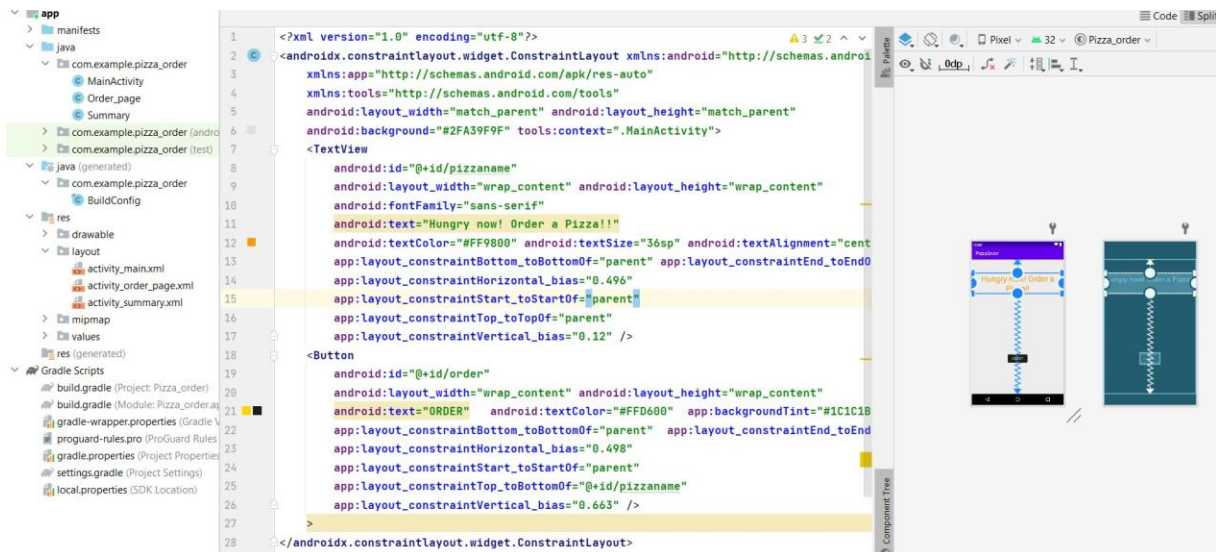 app
manifests
java
com.example.pizza_order
MainActivity
Order_page
Summary
com.example.pizza_order (andro
com.example.pizza_order (test)
java (generated)
com.example.pizza_order
BuildConfig
res
drawable
layout
activity_main.xml
activity_order_page.xml
activity_summary.xml
mipmap
values
res (generated)
Gradle Scripts
build.gradle (Project: Pizza_order)
build.gradle (Module: Pizza_order.ap
gradle-wrapper.properties (Gradle V
proguard-rules.pro (ProGuard Rules
gradle.properties (Project Properties
settings.gradle (Project Settings)
local.properties (SDK Location)
1 <?xml version="1.0" encoding="utf-8"?>
2 <androidx.constraintlayout.widget.ConstraintLayout xmlns:android="http://schemas.androi
3 xmlns:app="http://schemas.android.com/apk/res-auto"
4 xmlns:tools="http://schemas.android.com/tools"
5 android:layout_width="match_parent" android:layout_height="match_parent"
6 android:background="#2FA39F9F" tools:context=".MainActivity">
7 <TextView
8 android:id="@+id/pizzaname"
9 android:layout_width="wrap_content" android:layout_height="wrap_content"
10 android:fontFamily="sans-serif"
11 android:text="Hungry now! Order a Pizza!!"
12 android:textColor="#FF9800" android:textSize="36sp" android:textAlignment="cent
13 app:layout_constraintBottom_toBottomOf="parent" app:layout_constraintEnd_toEndO
14 app:layout_constraintHorizontal_bias="0.496"
15 app:layout_constraintStart_toStartOf="parent"
16 app:layout_constraintTop_toTopOf="parent"
17 app:layout_constraintVertical_bias="0.12" />
18 <Button
19 android:id="@+id/order"
20 android:layout_width="wrap_content" android:layout_height="wrap_content"
21 android:text="ORDER" android:textColor="#FFD600" app:backgroundTint="#1C1C1B
22 app:layout_constraintBottom_toBottomOf="parent" app:layout_constraintEnd_toEnd
23 app:layout_constraintHorizontal_bias="0.498"
24 app:layout_constraintStart_toStartOf="parent"
25 app:layout_constraintTop_toBottomOf="@+id/pizzaname"
26 app:layout_constraintVertical_bias="0.663" />
27 >
28 </androidx.constraintlayout.widget.ConstraintLayout>
3 2
Code Split
Palette
Pixel 32 Pizza_order
0dp
Hungry now! Order a
Hungry now! Order a Pizza
Component Tree